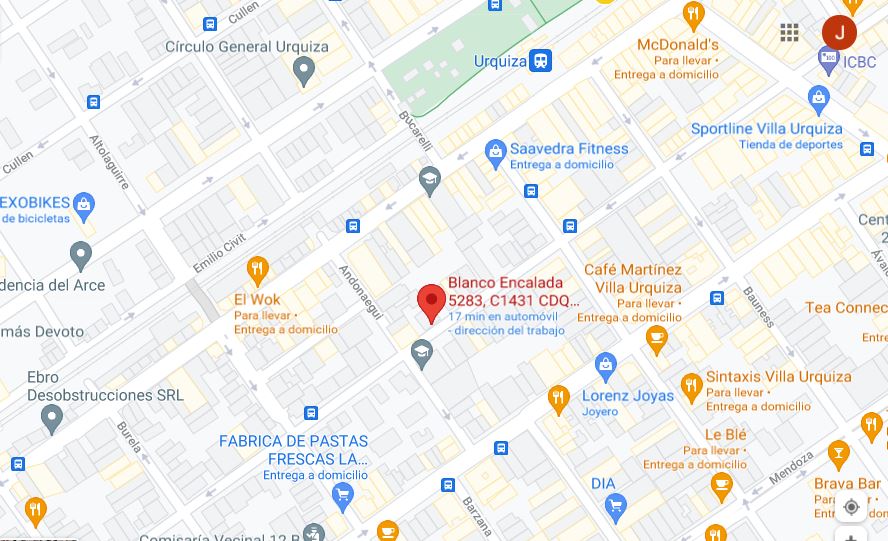 Cullen
Círculo General Urquiza
Urquiza
McDonald's
Para llevar •
Entrega a domicilio
J
ICBC
Sportline Villa Urquiza
Tienda de deportes
Altolaguirre
Cullen
Bucarelli
Saavedra Fitness
Entrega a domicilio
EXOBIKES
de bicicletas
Emilio Civit
dencia del Arce
Andonaegui
El Wok
Para llevar •
Entrega a domicilio
Blanco Encalada
5283, C1431 CDQ...
17 min en automóvil
- dirección del trabajo
Café Martínez
Villa Urquiza
Para llevar •
Entrega a domicilio
Cent
2
Bauness
Tea Connec
Para llevar •
Entre
más Devoto
Ebro
Desobstrucciones SRL
Burela
Lorenz Joyas
Joyero
Sintaxis Villa Urquiza
Para llevar •
Entrega a domicilio
FABRICA DE PASTAS
FRESCAS LA...
Entrega a domicilio
Le Blé
Para llevar •
Entrega a domicilio
Mendoza
DIA
Brava Bar
Para
Entre
Barzana
Comisaría Vecinal 12 B